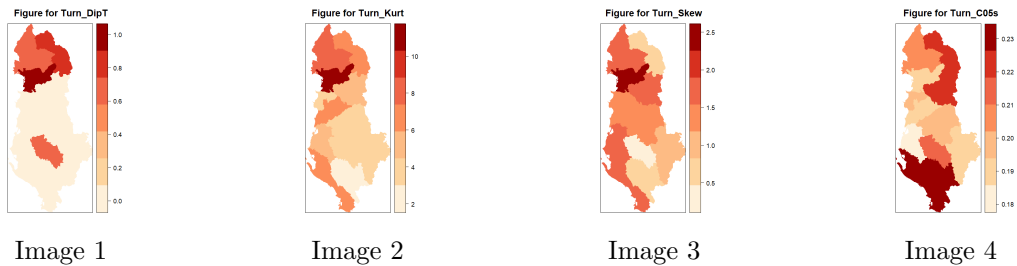 Figure for Turn_DipT
1.0
0.8
0.6
0.4
0.2
0.0
Image 1
Figure for Turn_Kurt
10
8
6
4
2
Image 2
Figure for Turn_Skew
2.5
2.0
1.5
1.0
0.5
Image 3
Figure for Turn_C05s
0.23
0.22
0.21
0.20
0.19
0.18
Image 4